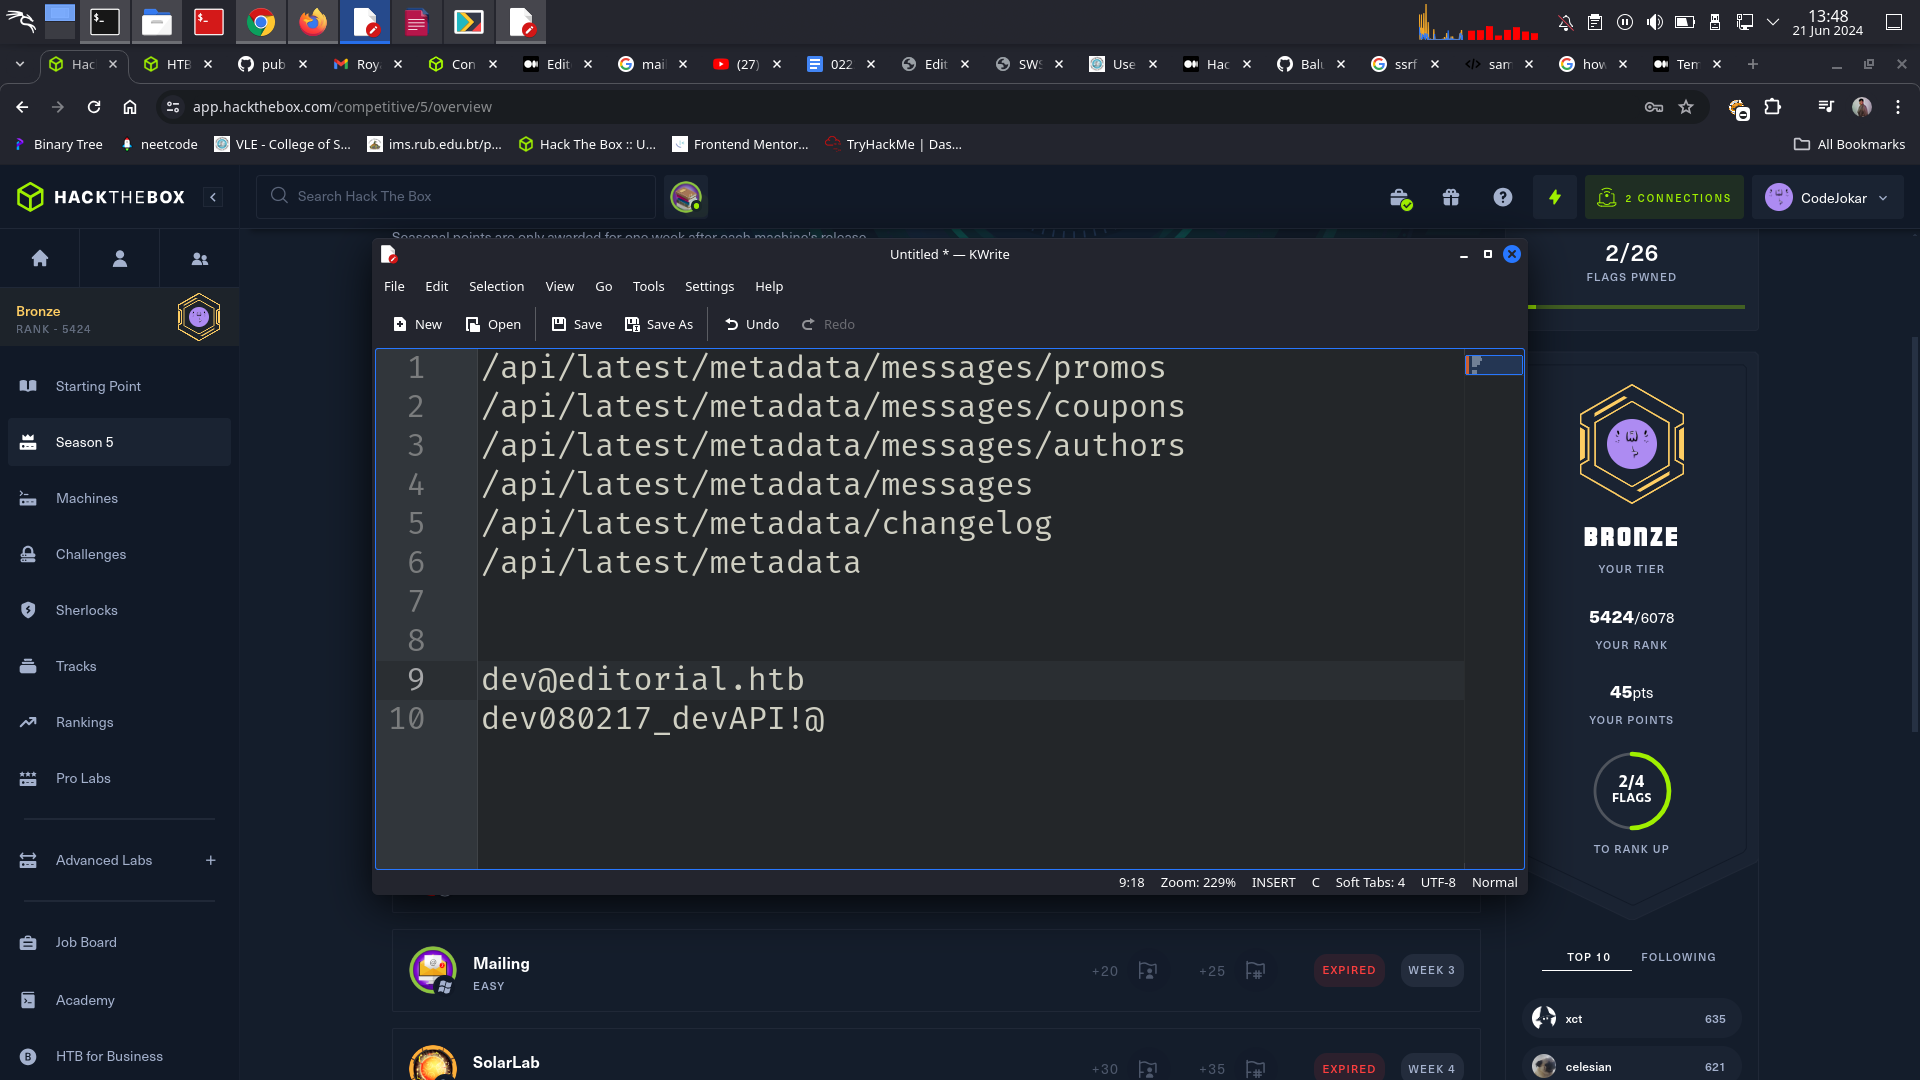 13:48
21 Jun 2024
Hac
HTB
pub
Roy
Con
Edit
mail
(27)
022
Edit
SWS
Use
Hac
Balu
ssrf
sam
how
Tem
app.hackthebox.com/competitive/5/overview
Binary Tree
neetcode
VLE - College of S...
ims.rub.edu.bt/p...
Hack The Box :: U...
Frontend Mentor...
TryHackMe | Das...
All Bookmarks
HACKTHEBOX
Search Hack The Box
2 CONNECTIONS
CodeJokar
Seasonal points are only awarded for one week after each machine's release
Bronze
RANK - 5424
Starting Point
Season 5
Machines
Challenges
Sherlocks
Tracks
Rankings
Pro Labs
Advanced Labs +
Job Board
Academy
HTB for Business
Untitled * — KWrite
File Edit Selection View Go Tools Settings Help
New Open Save Save As Undo Redo
1 /api/latest/metadata/messages/promos
2 /api/latest/metadata/messages/coupons
3 /api/latest/metadata/messages/authors
4 /api/latest/metadata/messages
5 /api/latest/metadata/changelog
6 /api/latest/metadata
7
8
9 dev@editorial.htb
10 dev080217_devAPI!@
9:18 Zoom: 229% INSERT C Soft Tabs: 4 UTF-8 Normal
Mailing
EASY
+20 +25 EXPIRED WEEK 3
SolarLab
+30 +35 EXPIRED WEEK 4
2/26
FLAGS PWNED
BRONZE
YOUR TIER
5424/6078
YOUR RANK
45pts
YOUR POINTS
2/4
FLAGS
TO RANK UP
TOP 10 FOLLOWING
xct 635
celesian 621